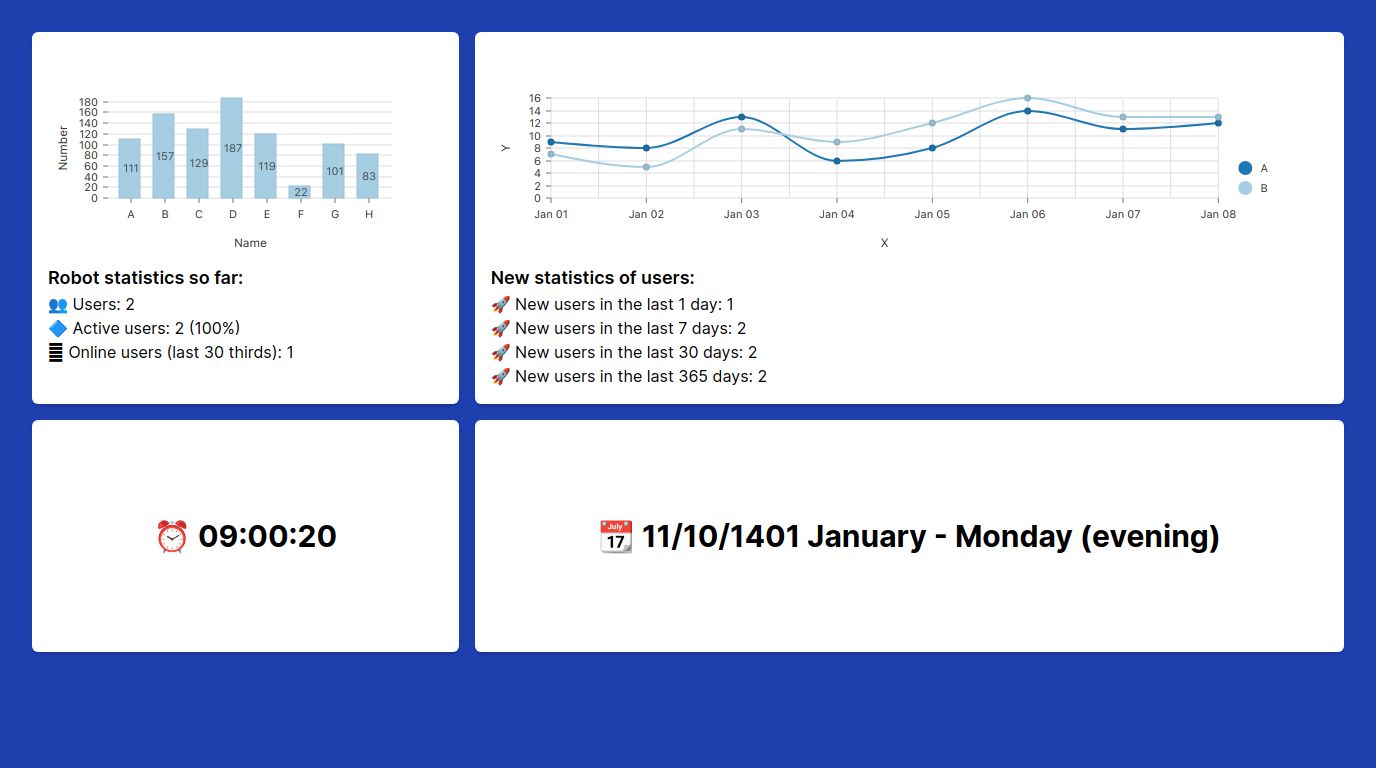 180
160
140
120
100
80
60
40
20
0
Number
111
157
129
187
119
22
101
83
A B C D E F G H
Name
Robot statistics so far:
👥 Users: 2
🔷 Active users: 2 (100%)
Online users (last 30 thirds): 1
16
14
12
10
8
6
4
2
0
Y
Jan 01 Jan 02 Jan 03 Jan 04 Jan 05 Jan 06 Jan 07 Jan 08
X
A
B
New statistics of users:
🚀 New users in the last 1 day: 1
🚀 New users in the last 7 days: 2
🚀 New users in the last 30 days: 2
🚀 New users in the last 365 days: 2
⏰ 09:00:20
📆 11/10/1401 January - Monday (evening)